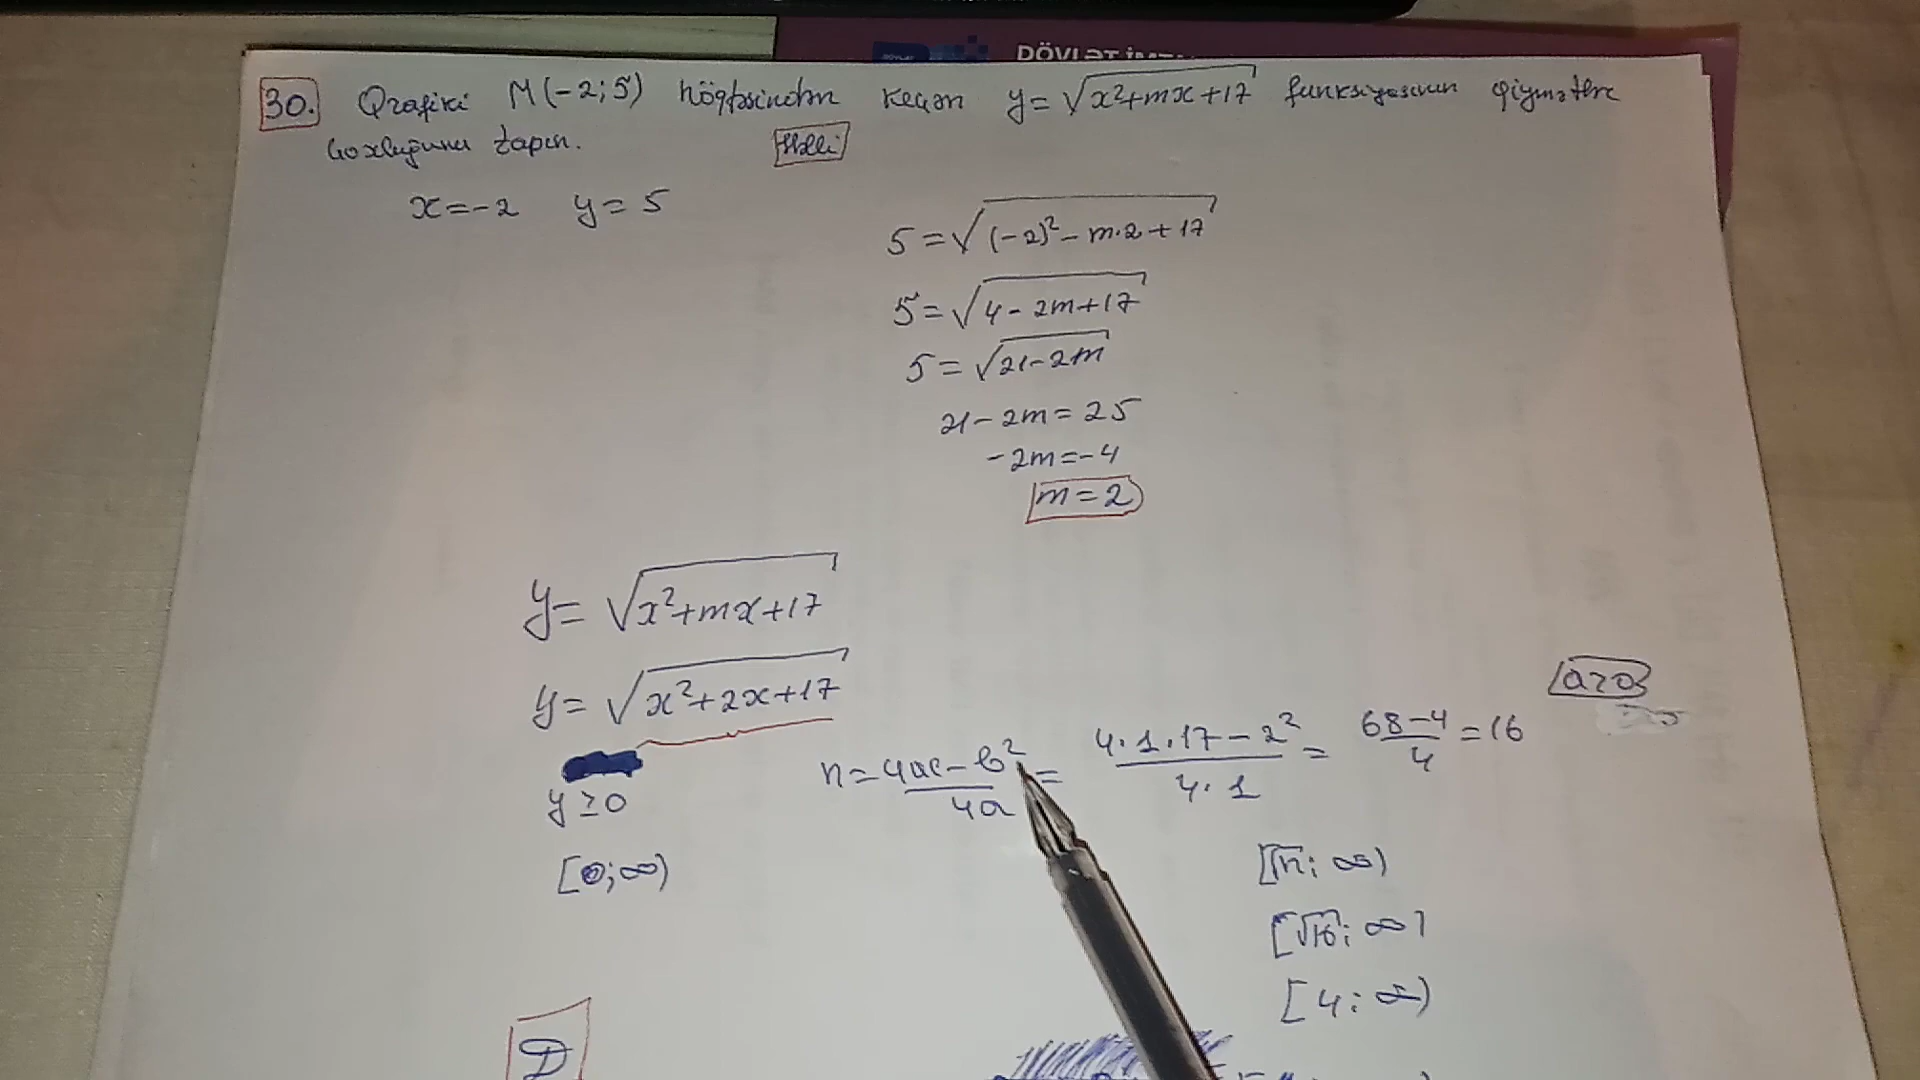 DÖVLƏT İM
30. Qrafiki M(-2;5) nöqtəsindən keçən y=√x²+mx+17 funksiyasının qiymətlər
çoxluğunu tapın. Həlli
x=-2 y=5
5=√(-2)²-m·2+17
5=√4-2m+17
5=√21-2m
21-2m=25
-2m=-4
m=2
y=√x²+mx+17
y=√x²+2x+17
a>0
n=4ac-b²/4a = 4·1·17-2²/4·1 = 68-4/4=16
y≥0
[0;∞)
[√n; ∞)
[√16; ∞)
[4; ∞)
D